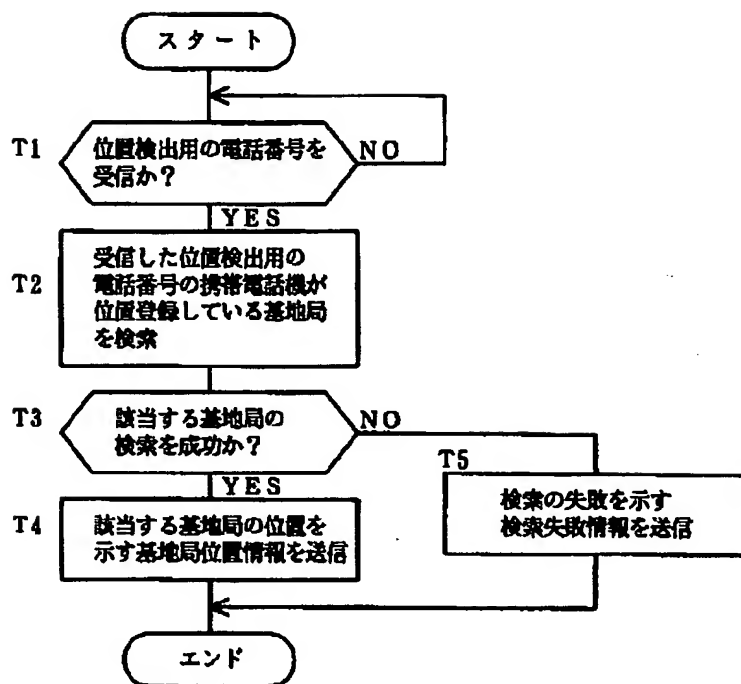 スタート
T1
位置検出用の電話番号を
受信か？
NO
YES
T2
受信した位置検出用の
電話番号の携帯電話機が
位置登録している基地局
を検索
T3
該当する基地局の
検索を成功か？
NO
YES
T5
検索の失敗を示す
検索失敗情報を送信
T4
該当する基地局の位置を
示す基地局位置情報を送信
エンド